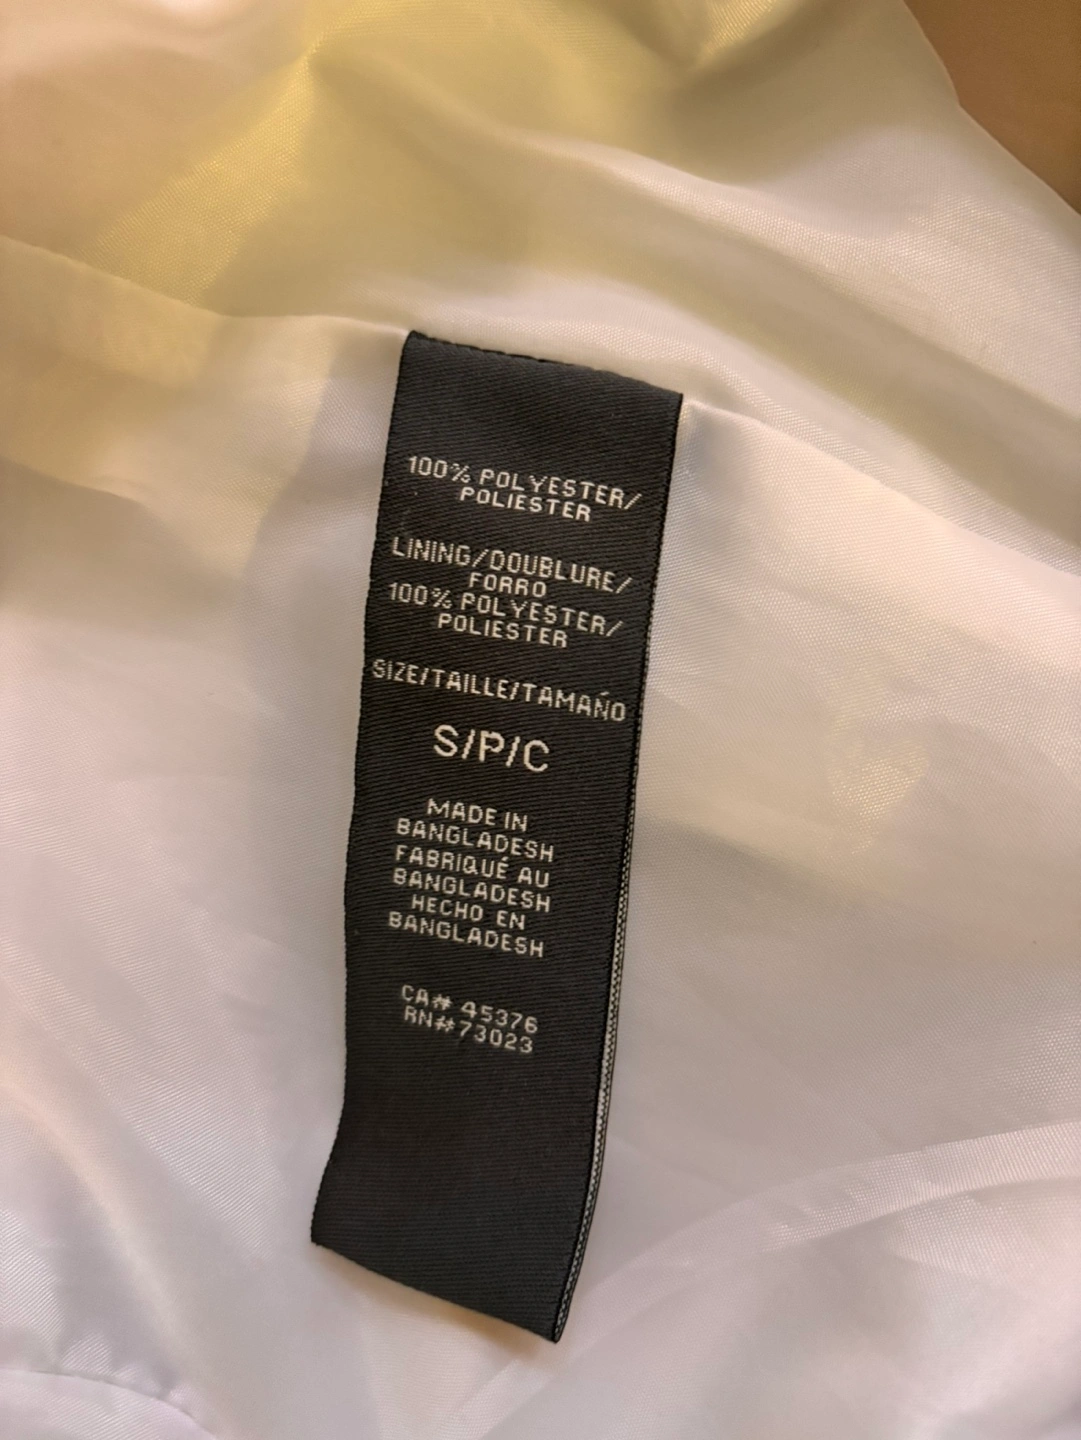 100% POLYESTER/
POLIESTER
LINING/DOUBLURE/
FORRO
100% POLYESTER/
POLIESTER
SIZE/TAILLE/TAMAÑO
S/P/C
MADE IN
BANGLADESH
FABRIQUÉ AU
BANGLADESH
HECHO EN
BANGLADESH
CA# 45376
RN#73023